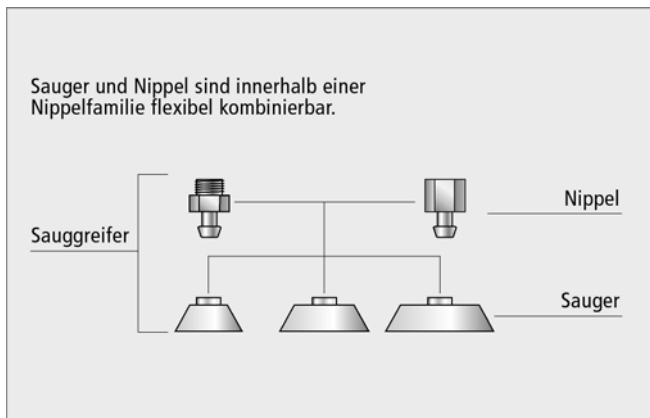 Sauger und Nippel sind innerhalb einer
Nippelfamilie flexibel kombinierbar.
Nippel
Sauggreifer
Sauger